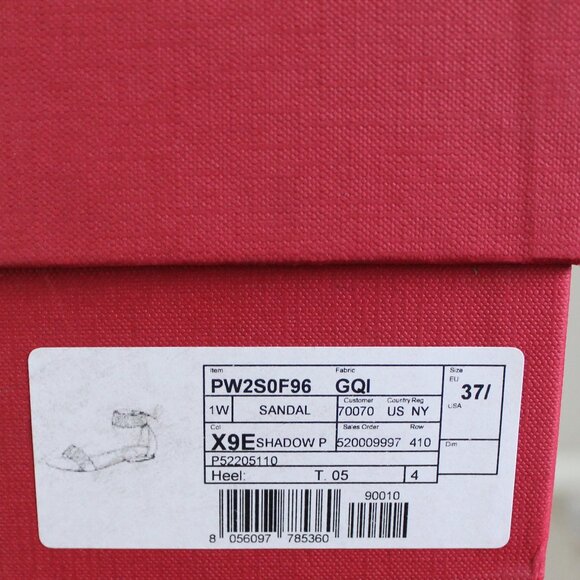 Item Fabric Size
PW2S0F96 GQI EU 37/
1W SANDAL Customer 70070 Country US Reg NY USA
Col Sales Order Row Dim
X9E SHADOW P 520009997 410
P52205110
Heel: T. 05 4
90010
8 056097 785360